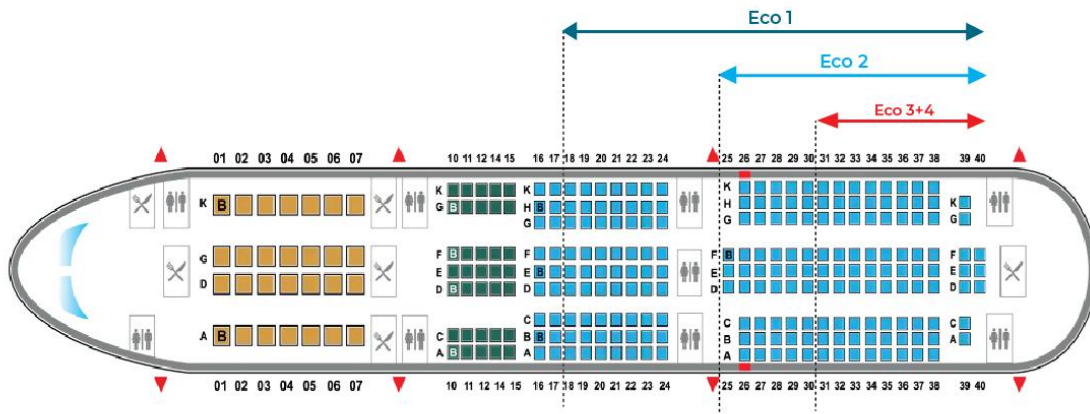 Eco 1
Eco 2
Eco 3+4
01 02 03 04 05 06 07
10 11 12 14 15
16 17 18 19 20 21 22 23 24
25 26 27 28 29 30 31 32 33 34 35 36 37 38
39 40
K B
G
D
A B
K
G B
F B
E
D B
C
A B
K
H B
G
F
E B
D
C
B B
A
K
H
G
F B
E
D
C
B
A
K
G
F
E
D
C
A
01 02 03 04 05 06 07
10 11 12 14 15
16 17 18 19 20 21 22 23 24
25 26 27 28 29 30 31 32 33 34 35 36 37 38
39 40